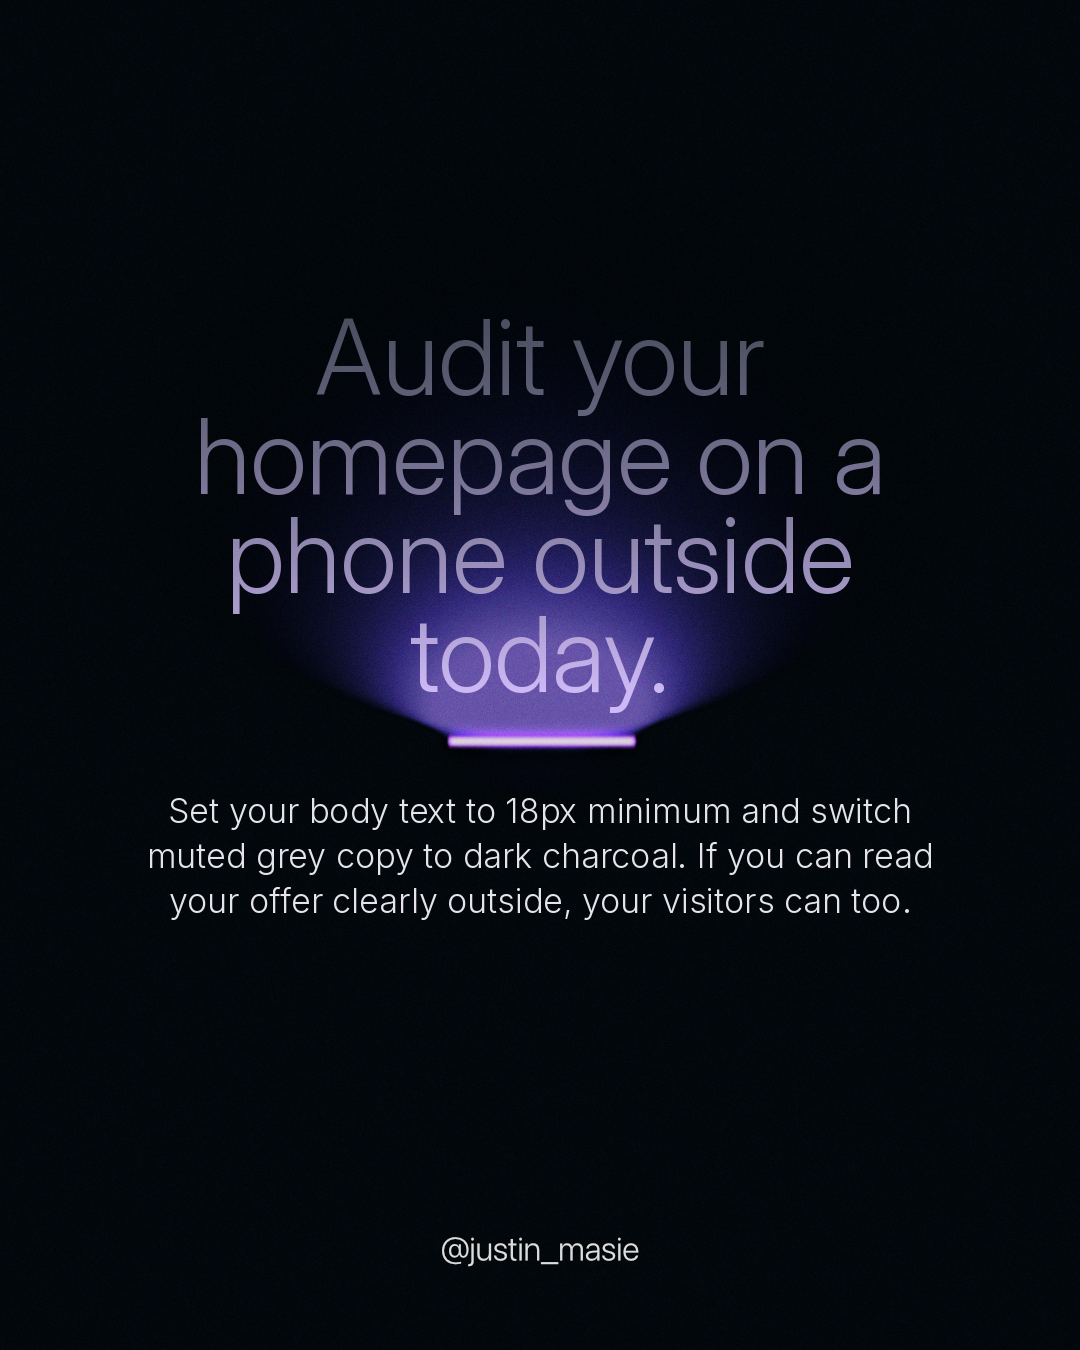 Audit your
homepage on a
phone outside
today.
Set your body text to 18px minimum and switch
muted grey copy to dark charcoal. If you can read
your offer clearly outside, your visitors can too.
@justin_masie